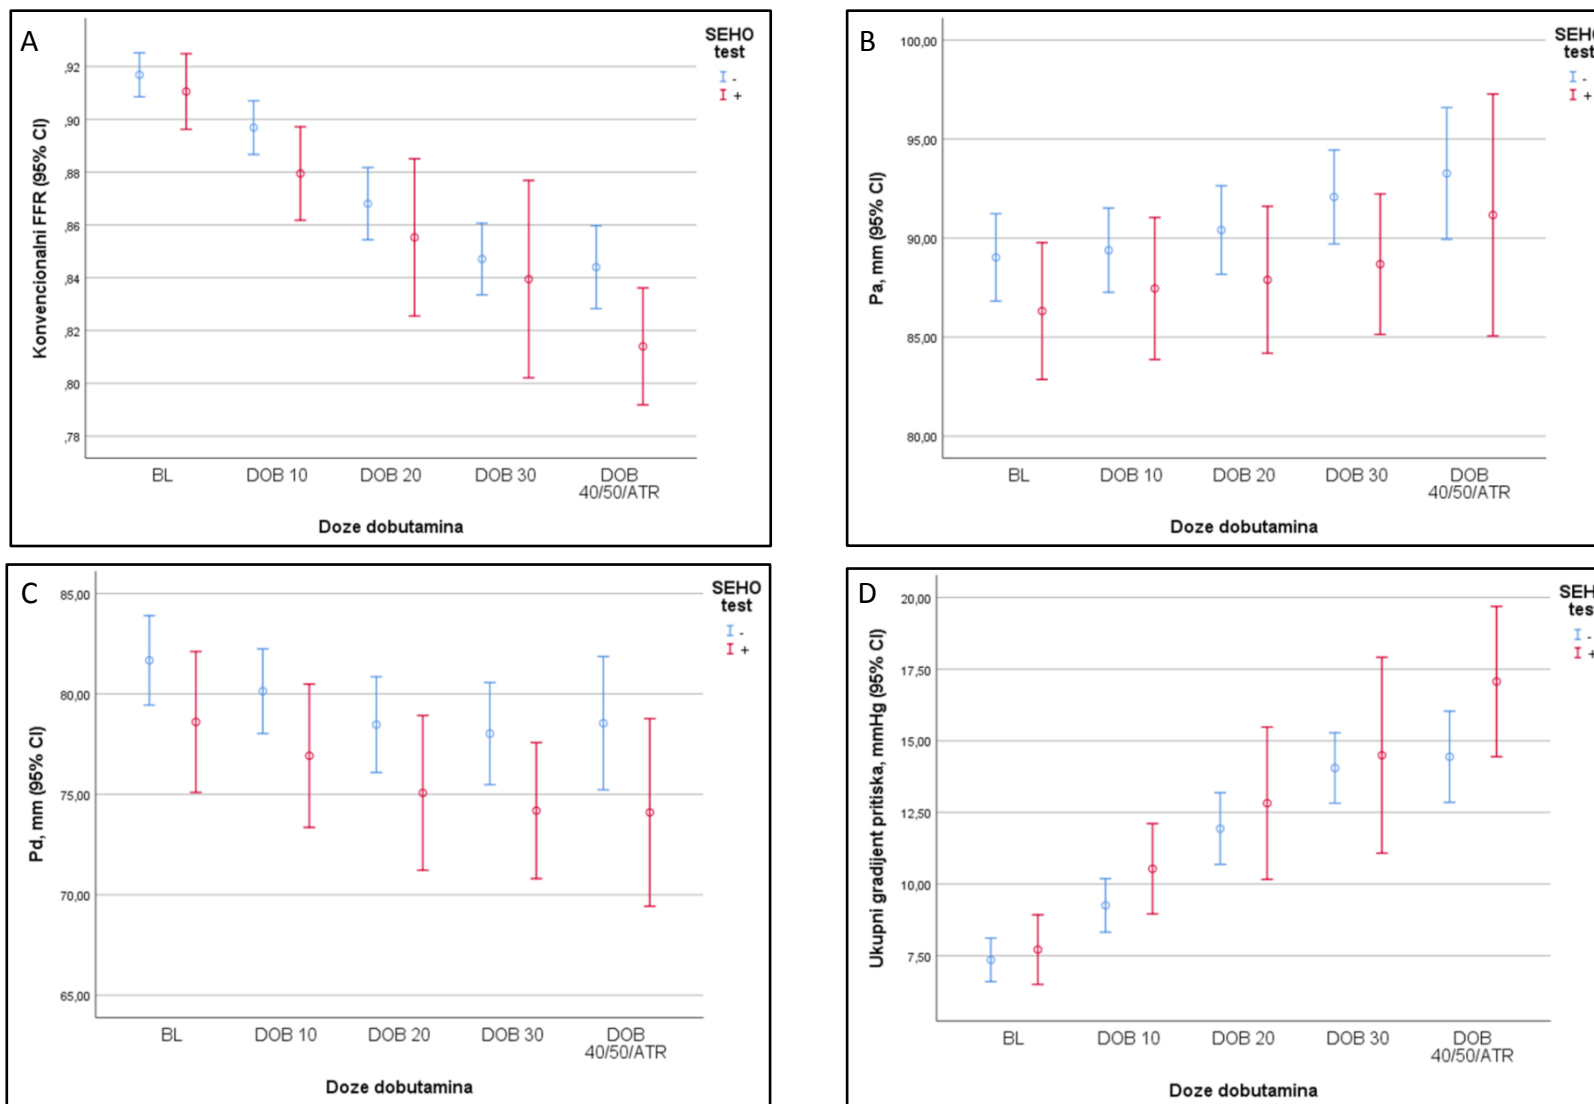 A
SEHO
test
-
+
,92
,90
,88
,86
,84
,82
,80
,78
Konvencionalni FFR (95% CI)
BL
DOB 10
DOB 20
DOB 30
DOB
40/50/ATR
Doze dobutamina
B
SEHO
test
-
+
100,00
95,00
90,00
85,00
80,00
Pa, mm (95% CI)
BL
DOB 10
DOB 20
DOB 30
DOB
40/50/ATR
Doze dobutamina
C
SEHO
test
-
+
85,00
80,00
75,00
70,00
65,00
Pd, mm (95% CI)
BL
DOB 10
DOB 20
DOB 30
DOB
40/50/ATR
Doze dobutamina
D
SEH
tes
-
+
20,00
17,50
15,00
12,50
10,00
7,50
Ukupni gradijent pritiska, mmHg (95% CI)
BL
DOB 10
DOB 20
DOB 30
DOB
40/50/ATR
Doze dobutamina